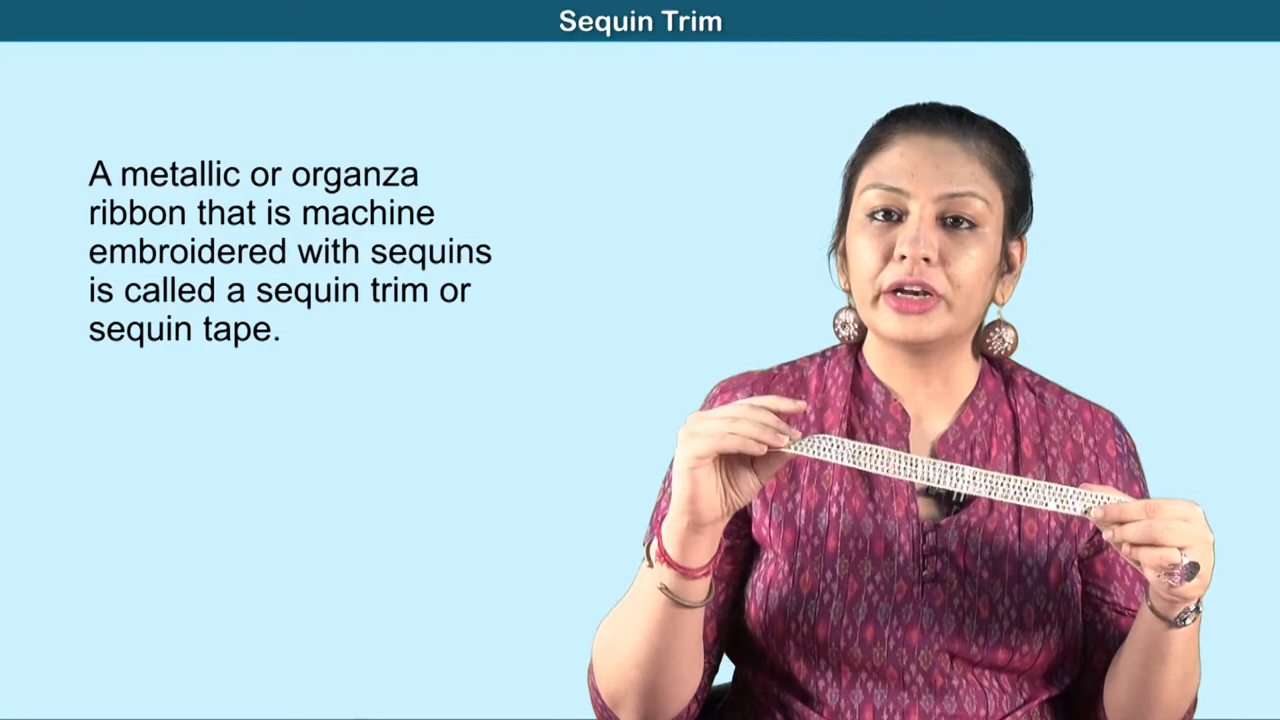 Sequin Trim
A metallic or organza
ribbon that is machine
embroidered with sequins
is called a sequin trim or
sequin tape.